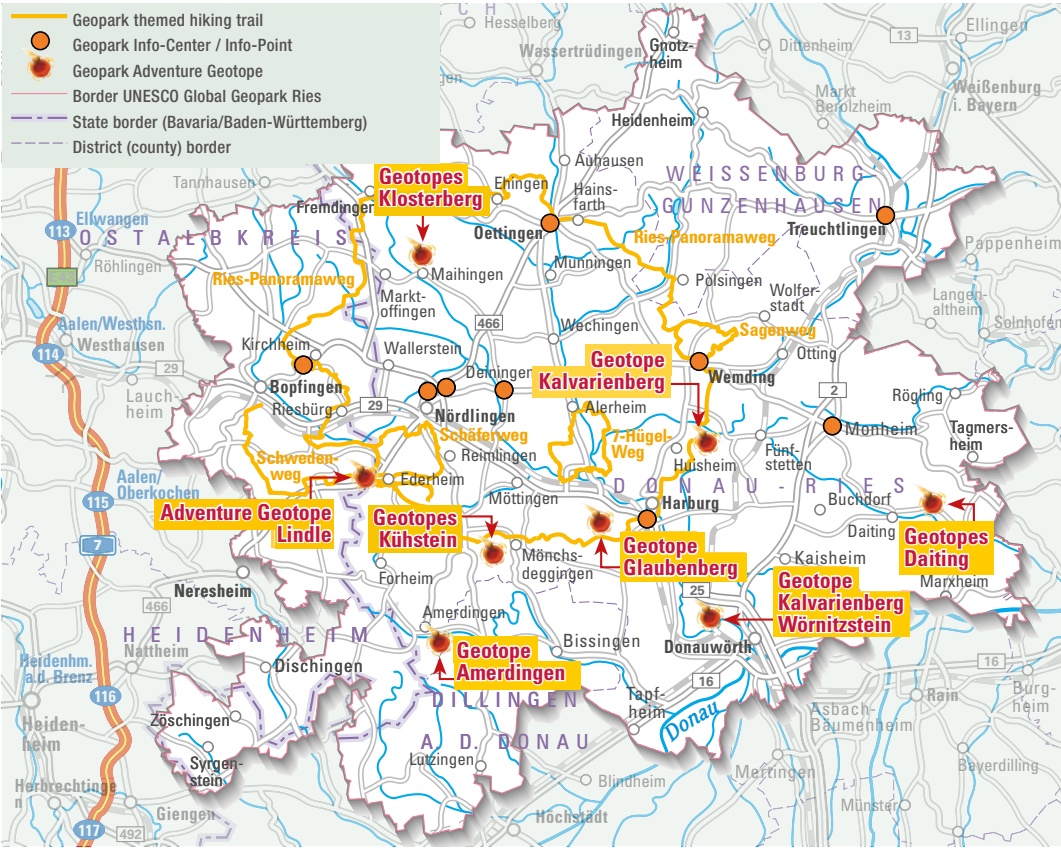 Geopark themed hiking trail
Geopark Info-Center / Info-Point
Geopark Adventure Geotope
Border UNESCO Global Geopark Ries
State border (Bavaria/Baden-Württemberg)
District (county) border
C H
Hesselberg
Wassertrüdingen
Gnotz-
heim
Dittenheim
13
Ellingen
Weißenburg
i. Bayern
Markt
Berolzheim
Heidenheim
Auhausen
WEISSENBURG
GUNZENHAUSEN
Treuchtlingen
Pappenheim
Tannhausen
Fremdingen
Geotopes
Klosterberg
Ehingen
Hains-
farth
Oettingen
Ries-Panoramaweg
113
Ellwangen
OSTALBKREIS
Röhlingen
Ries-Panoramaweg
Maihingen
Munningen
Polsingen
Wolfer-
stadt
Langen-
altheim
Solnhofen
Markt-
offingen
466
Wechingen
Sagenweg
Aalen/Westhsn.
114
Westhausen
29
Kirchheim
Wallerstein
Deiningen
Geotope
Kalvarienberg
Otting
Wemding
Bopfingen
Lauch-
heim
Riesbürg
29
Nördlingen
Alerheim
2
Rögling
Schäferweg
7-Hügel-
Weg
Monheim
Tagmers-
heim
Schweden-
weg
Reimlingen
Huisheim
Fünf-
stetten
Aalen/
Oberkochen
115
Ederheim
Möttingen
DONAU-RIES
Buchdorf
Harburg
Daiting
Adventure Geotope
Lindle
Geotopes
Kühstein
Geotope
Glaubenberg
Geotopes
Daiting
7
Mönchs-
deggingen
Kaisheim
Forheim
Marxheim
Neresheim
25
Geotope
Kalvarienberg
Wörnitzstein
466
Amerdingen
HEIDENHEIM
Nattheim
Bissingen
Donauwörth
Heidenhm.
a.d. Brenz
Dischingen
Geotope
Amerdingen
16
16
116
DILLINGEN
Tapf-
heim
Rain
Burg-
heim
Heiden-
heim
Zöschingen
Donau
Asbach-
Bäumenheim
A. D. DONAU
Syrgen-
stein
Lutzingen
Mertingen
Bayerdilling
Herbrechtinge
n
Blindheim
Giengen
Höchstädt
Münster
117
492